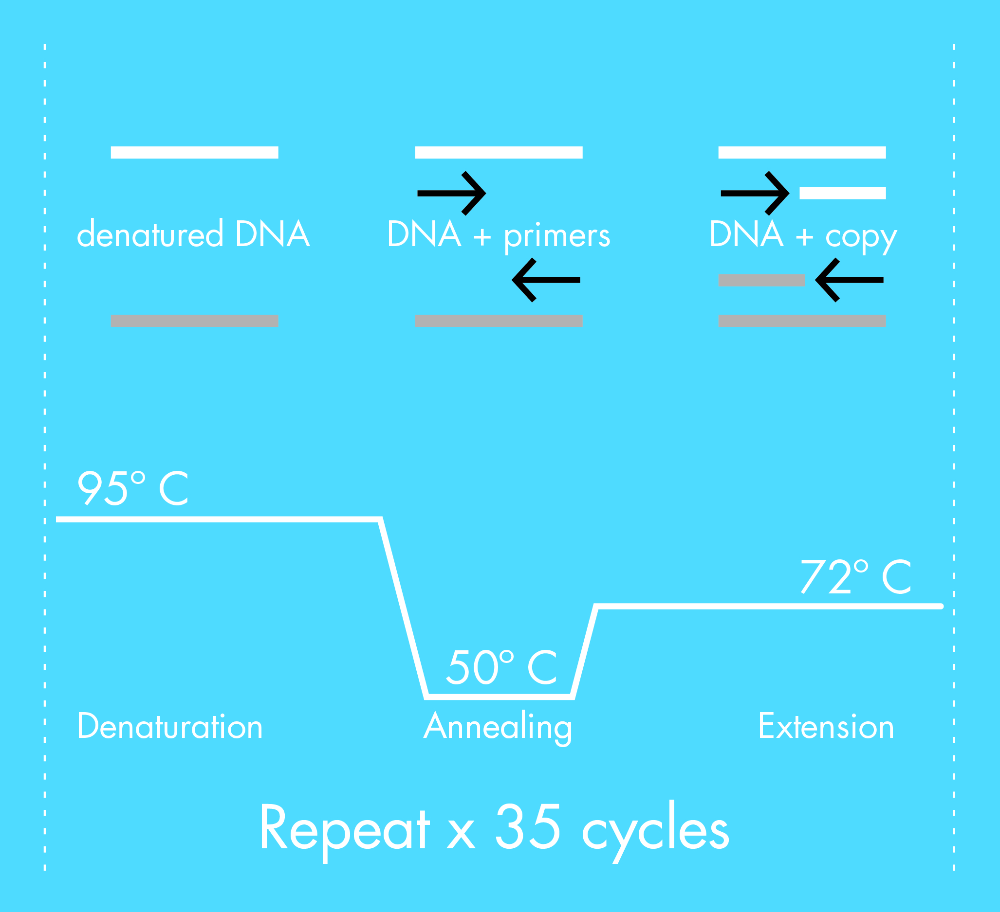 denatured DNA
DNA + primers
DNA + copy
95° C
72° C
50° C
Denaturation
Annealing
Extension
Repeat x 35 cycles